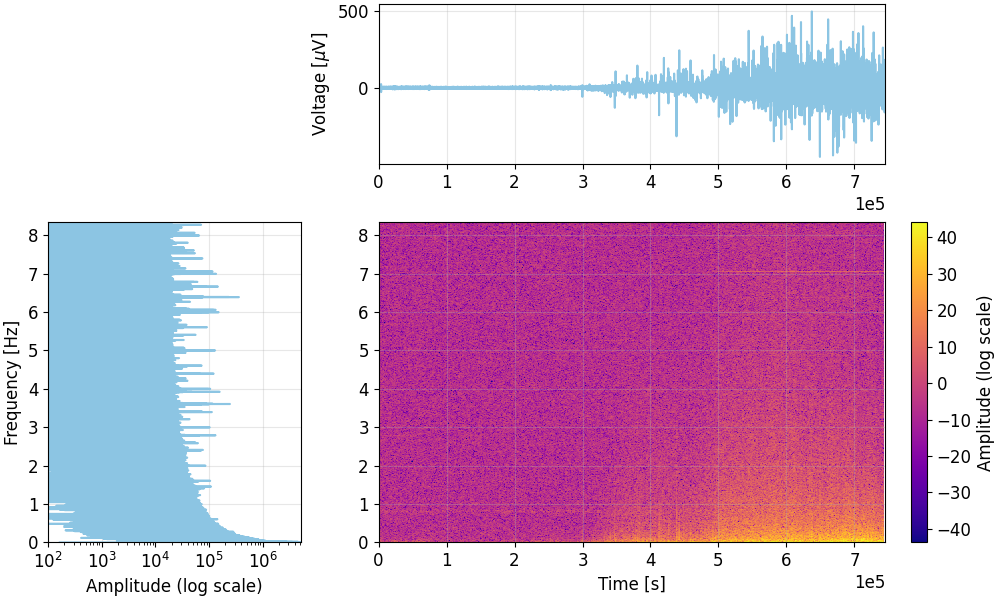 500
0
Voltage [μV]
0 1 2 3 4 5 6 7
1e5
8
7
6
5
4
3
2
1
0
Frequency [Hz]
10² 10³ 10⁴ 10⁵ 10⁶
Amplitude (log scale)
8
7
6
5
4
3
2
1
0
0 1 2 3 4 5 6 7
1e5
Time [s]
40
30
20
10
0
−10
−20
−30
−40
Amplitude (log scale)